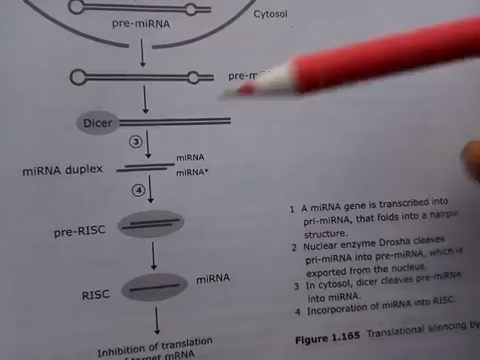 pre-miRNA
Cytosol
Dicer
3
miRNA duplex
miRNA
miRNA*
4
pre-RISC
RISC
miRNA
Inhibition of translation
of target mRNA
1 A miRNA gene is transcribed into
pri-miRNA, that folds into a hairpin
structure.
2 Nuclear enzyme Drosha cleaves
pri-miRNA into pre-miRNA, which is
exported from the nucleus.
3 In cytosol, dicer cleaves pre-miRNA
into miRNA.
4 Incorporation of miRNA into RISC.
Figure 1.165 Translational silencing by